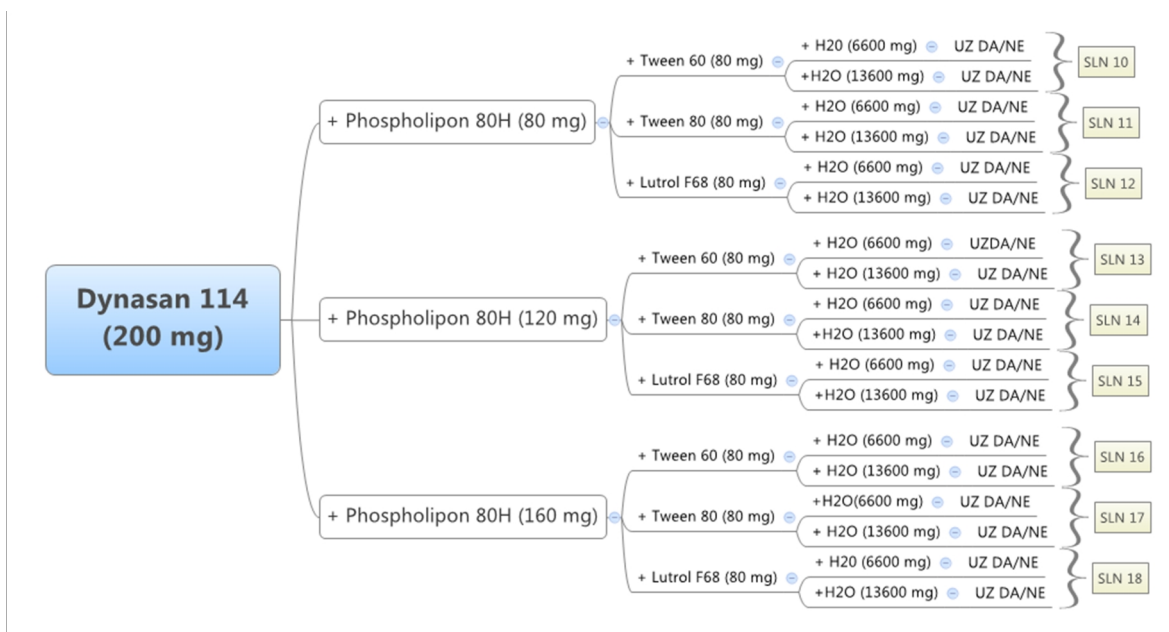 Dynasan 114
(200 mg)
+ Phospholipon 80H (80 mg)
+ Tween 60 (80 mg)
+ H20 (6600 mg) UZ DA/NE
+H2O (13600 mg) UZ DA/NE
SLN 10
+ Tween 80 (80 mg)
+ H2O (6600 mg) UZ DA/NE
+ H2O (13600 mg) UZ DA/NE
SLN 11
+ Lutrol F68 (80 mg)
+ H2O (6600 mg) UZ DA/NE
+ H2O (13600 mg) UZ DA/NE
SLN 12
+ Phospholipon 80H (120 mg)
+ Tween 60 (80 mg)
+ H2O (6600 mg) UZDA/NE
+ H2O (13600 mg) UZ DA/NE
SLN 13
+ Tween 80 (80 mg)
+ H2O (6600 mg) UZ DA/NE
+H2O (13600 mg) UZ DA/NE
SLN 14
+ Lutrol F68 (80 mg)
+ H2O (6600 mg) UZ DA/NE
+H2O (13600 mg) UZ DA/NE
SLN 15
+ Phospholipon 80H (160 mg)
+ Tween 60 (80 mg)
+ H2O (6600 mg) UZ DA/NE
+ H2O (13600 mg) UZ DA/NE
SLN 16
+ Tween 80 (80 mg)
+H2O(6600 mg) UZ DA/NE
+ H2O (13600 mg) UZ DA/NE
SLN 17
+ Lutrol F68 (80 mg)
+ H20 (6600 mg) UZ DA/NE
+H2O (13600 mg) UZ DA/NE
SLN 18